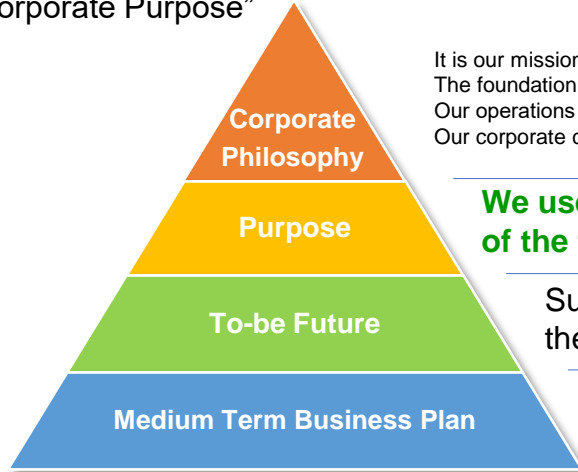 orporate Purpose”
It is our mission
The foundation
Our operations
Our corporate
Corporate
Philosophy
We use
of the
Purpose
Su
the
To-be Future
Medium Term Business Plan